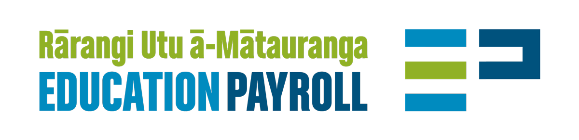 Rārangi Utu ā-Mātauranga
EDUCATION PAYROLL